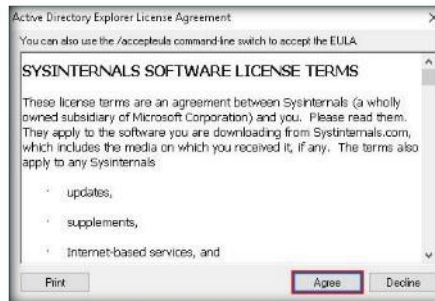 Active Directory Explorer License Agreement
You can also use the /accepteula command-line switch to accept the EULA.
SYSINTERNALS SOFTWARE LICENSE TERMS
These license terms are an agreement between Sysinternals (a wholly
owned subsidiary of Microsoft Corporation) and you. Please read them.
They apply to the software you are downloading from Systinternals.com,
which includes the media on which you received it, if any. The terms also
apply to any Sysinternals
· updates,
· supplements,
· Internet-based services, and
Print Agree Decline